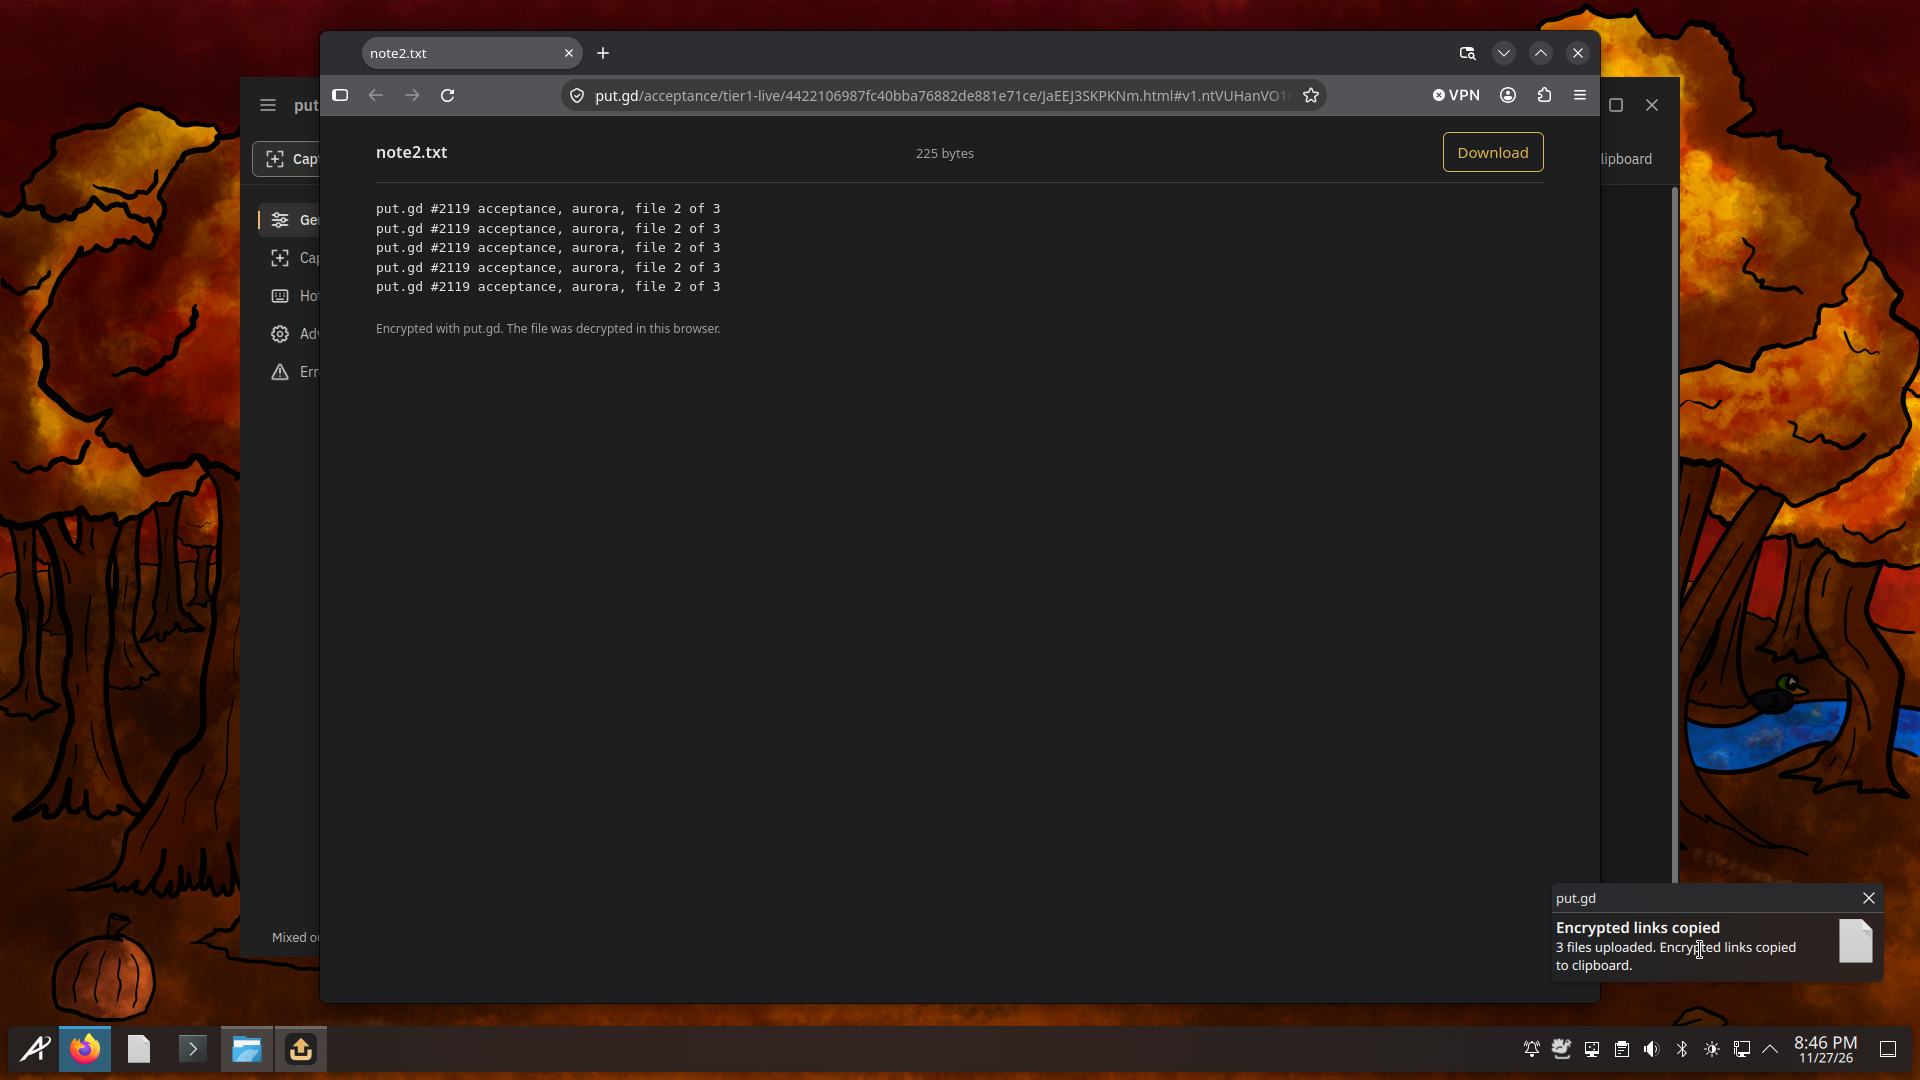 note2.txt
put.gd/acceptance/tier1-live/4422106987fc40bba76882de881e71ce/JaEEJ3SKPKNm.html#v1.ntVUHanVO1
VPN
put
Cap
lipboard
note2.txt
225 bytes
Download
put.gd #2119 acceptance, aurora, file 2 of 3
put.gd #2119 acceptance, aurora, file 2 of 3
put.gd #2119 acceptance, aurora, file 2 of 3
put.gd #2119 acceptance, aurora, file 2 of 3
put.gd #2119 acceptance, aurora, file 2 of 3
Encrypted with put.gd. The file was decrypted in this browser.
Ge
Cap
Ho
Adv
Err
Mixed ou
put.gd
Encrypted links copied
3 files uploaded. Encrypted links copied
to clipboard.
8:46 PM
11/27/26